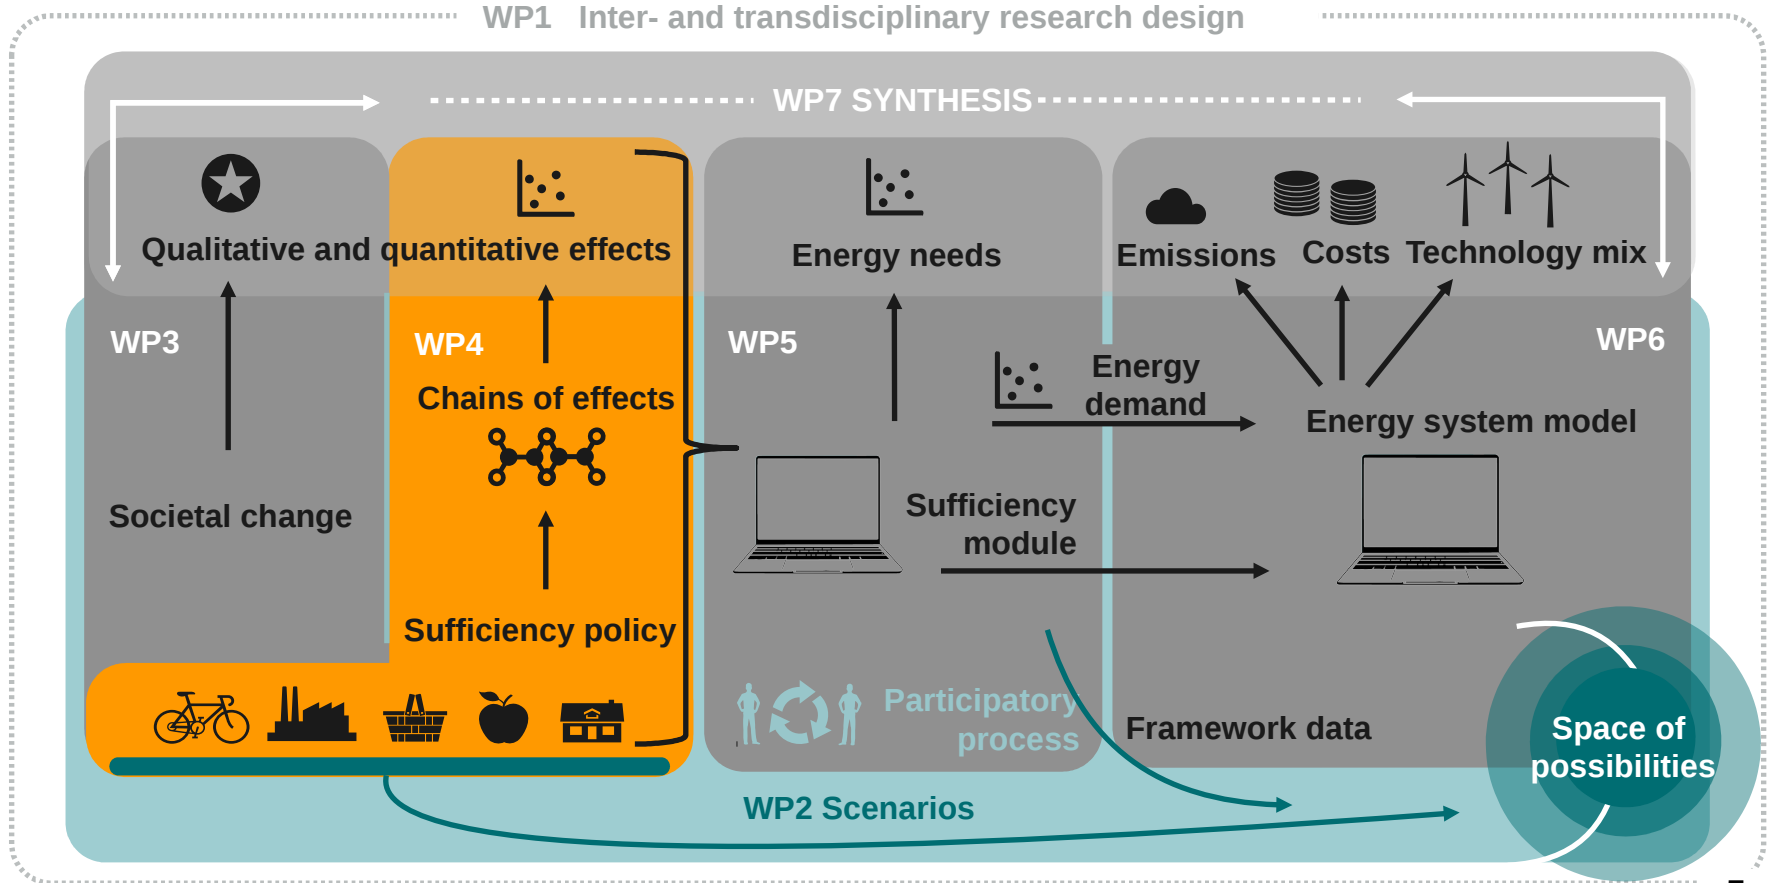 WP1 Inter- and transdisciplinary research design
WP7 SYNTHESIS
Qualitative and quantitative effects
Energy needs
Emissions
Costs
Technology mix
WP3
WP4
WP5
WP6
Chains of effects
Energy
demand
Energy system model
Societal change
Sufficiency
module
Sufficiency policy
Participatory
process
Framework data
Space of
possibilities
WP2 Scenarios